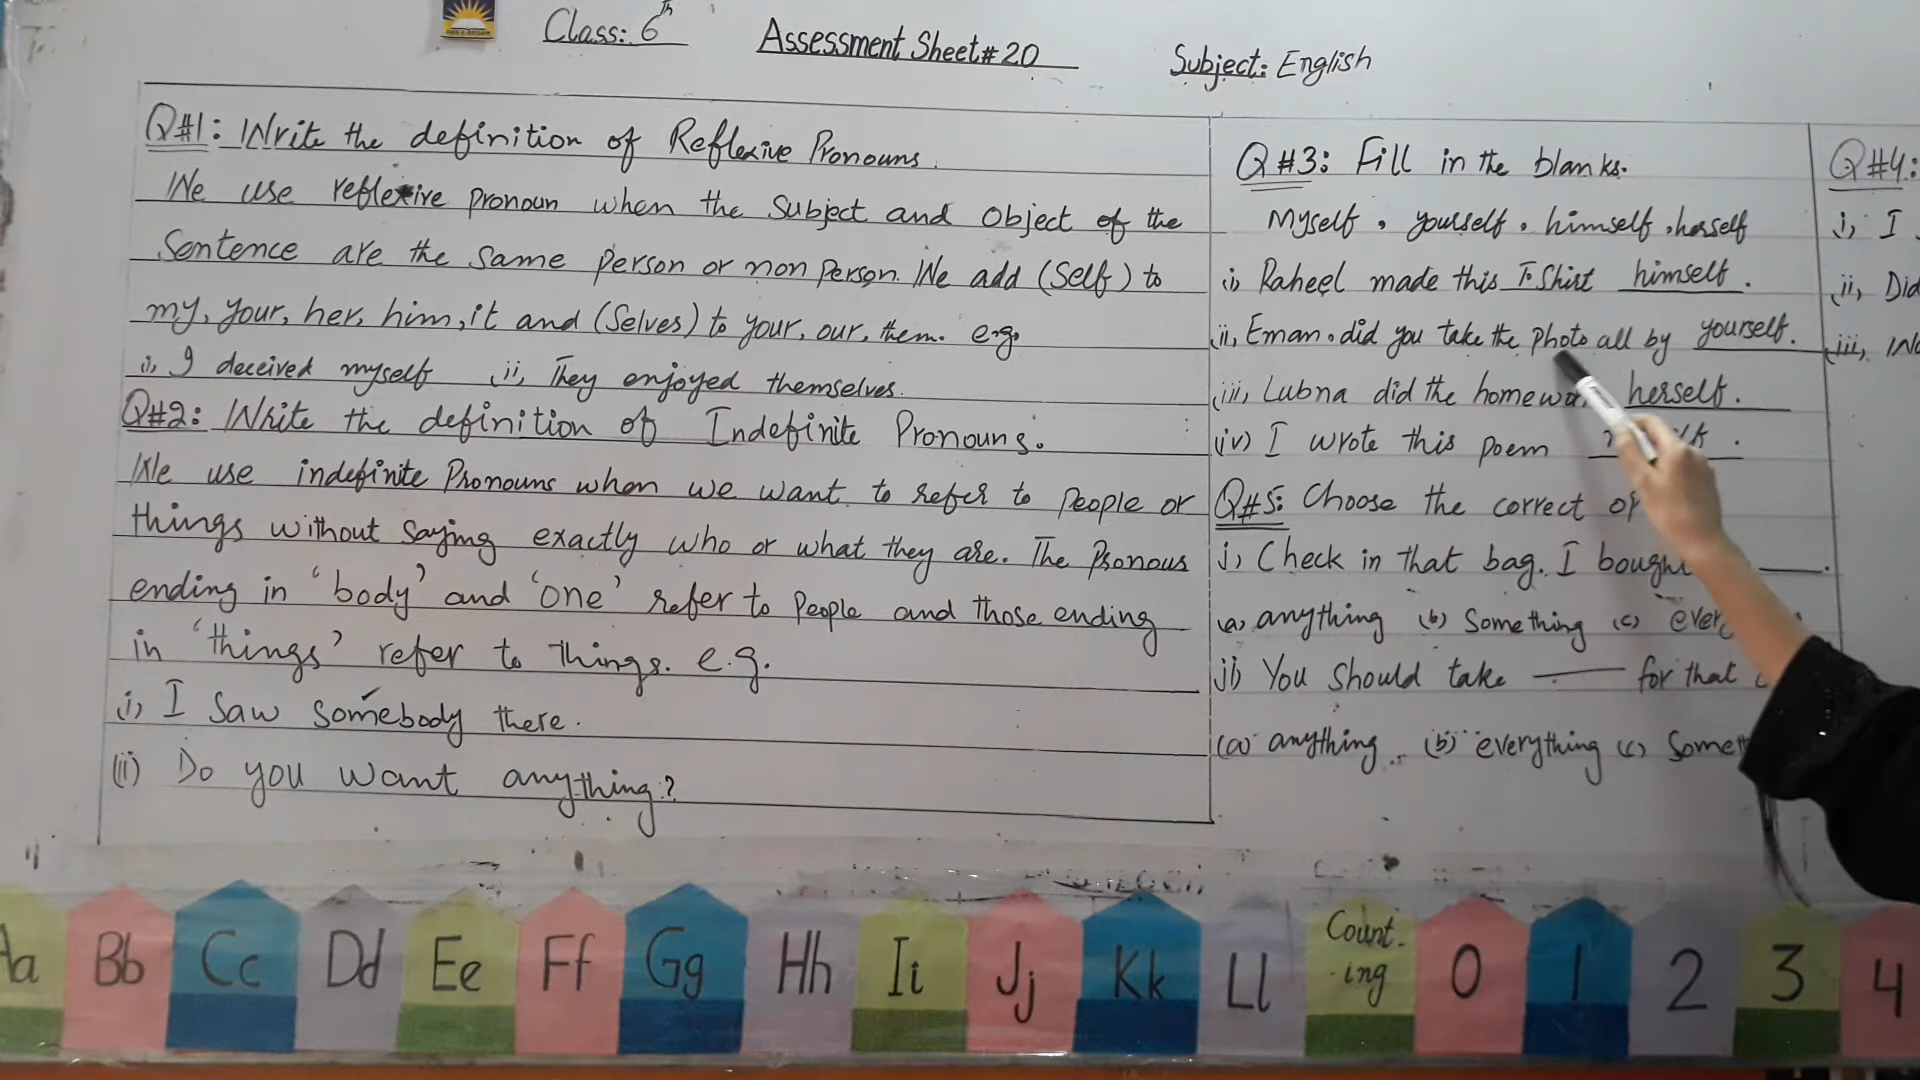 Class: 6th
Assessment Sheet# 20
Subject: English
Q#1: Write the definition of Reflexive Pronouns.
We use reflexive pronoun when the Subject and Object of the
Sentence are the same person or non person. We add (Self) to
my, your, her, him, it and (Selves) to your, our, them. e.g.
i, I deceived myself ii, They enjoyed themselves.
Q#2: Write the definition of Indefinite Pronouns.
We use indefinite Pronouns when we want to refer to People or
things without saying exactly who or what they are. The Pronous
ending in 'body' and 'one' refer to People and those ending
in 'things' refer to things. e.g.
i, I Saw somebody there.
(ii) Do you want anything?
Q#3: Fill in the blanks.
Myself, yourself, himself, herself
i, Raheel made this T.Shirt himself.
ii, Eman, did you take the Photo all by yourself.
iii, Lubna did the herself.
(iv) I wrote this poem
Q#5: Choose the correct
i, Check in that bag. I ____.
(a) anything (b) Something (c)
ii) You should take ____ for that
(a) anything (b) everything (c)
Q#4:
i, I
ii, Did
iii,
Aa Bb Cc Dd Ee Ff Gg Hh Ii Jj Kk Ll Count-ing 0 1 2 3 4